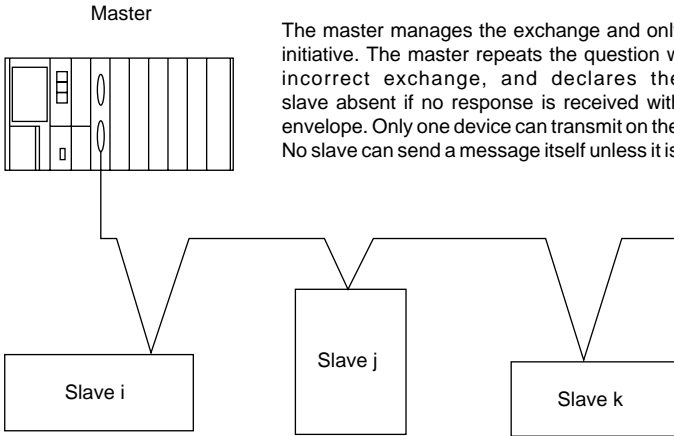 Master
The master manages the exchange and only
initiative. The master repeats the question
incorrect exchange, and declares the
slave absent if no response is received
envelope. Only one device can transmit on the
No slave can send a message itself unless it is
Slave i
Slave j
Slave k